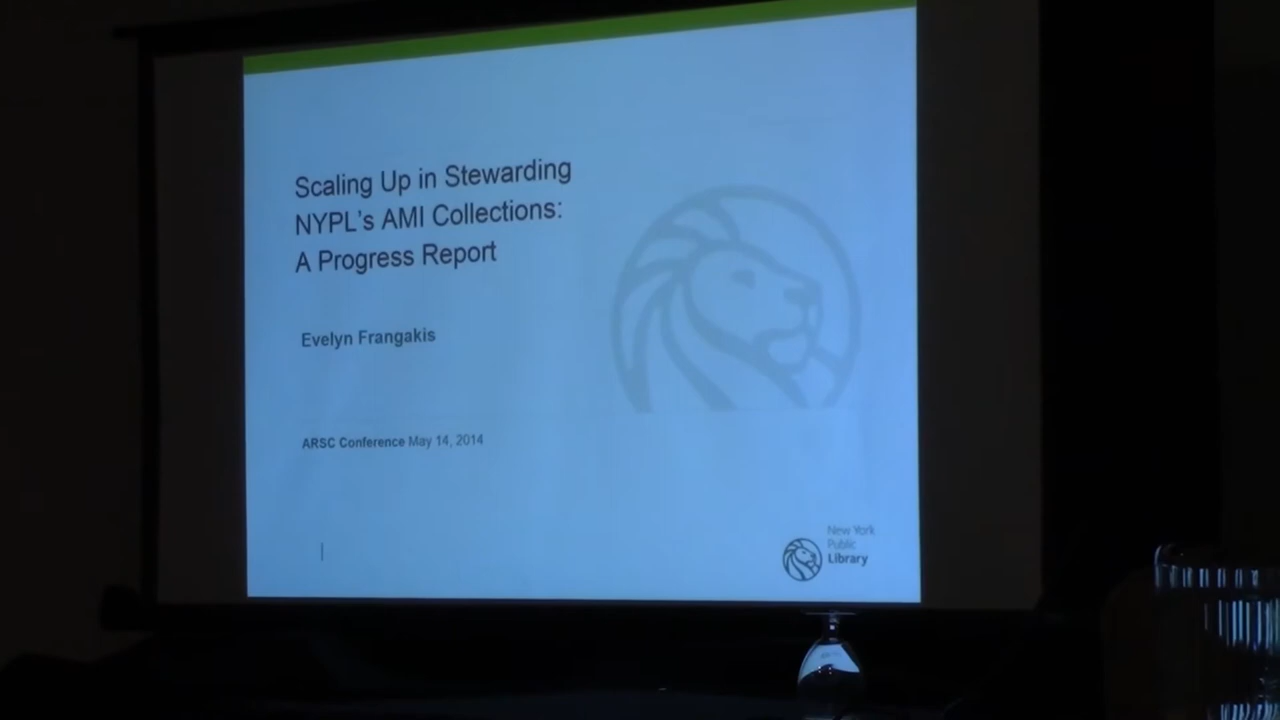 Scaling Up in Stewarding
NYPL's AMI Collections:
A Progress Report
Evelyn Frangakis
ARSC Conference May 14, 2014
New York
Public
Library